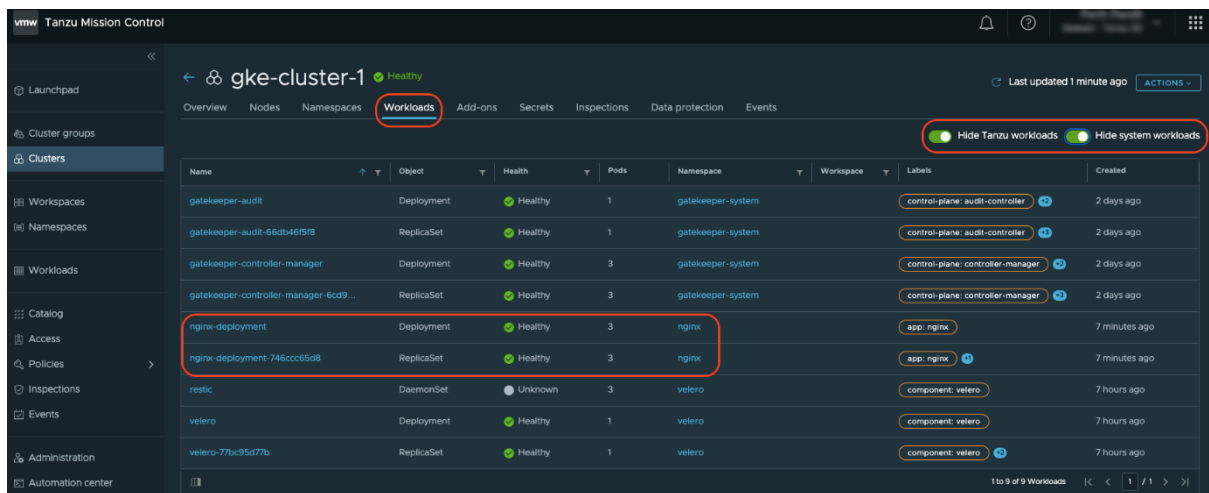 vmw Tanzu Mission Control
Launchpad
Cluster groups
Clusters
Workspaces
Namespaces
Workloads
Catalog
Access
Policies
Inspections
Events
Administration
Automation center
gke-cluster-1 Healthy
Last updated 1 minute ago ACTIONS
Overview Nodes Namespaces Workloads Add-ons Secrets Inspections Data protection Events
Hide Tanzu workloads Hide system workloads
Name Object Health Pods Namespace Workspace Labels Created
gatekeeper-audit Deployment Healthy 1 gatekeeper-system control-plane: audit-controller +2 2 days ago
gatekeeper-audit-66db46f5f8 ReplicaSet Healthy 1 gatekeeper-system control-plane: audit-controller +3 2 days ago
gatekeeper-controller-manager Deployment Healthy 3 gatekeeper-system control-plane: controller-manager +2 2 days ago
gatekeeper-controller-manager-6cd9... ReplicaSet Healthy 3 gatekeeper-system control-plane: controller-manager +3 2 days ago
nginx-deployment Deployment Healthy 3 nginx app: nginx 7 minutes ago
nginx-deployment-746ccc65d8 ReplicaSet Healthy 3 nginx app: nginx +1 7 minutes ago
restic DaemonSet Unknown 3 velero component: velero 7 hours ago
velero Deployment Healthy 1 velero component: velero 7 hours ago
velero-77bc95d77b ReplicaSet Healthy 1 velero component: velero +2 7 hours ago
1 to 9 of 9 Workloads 1 / 1